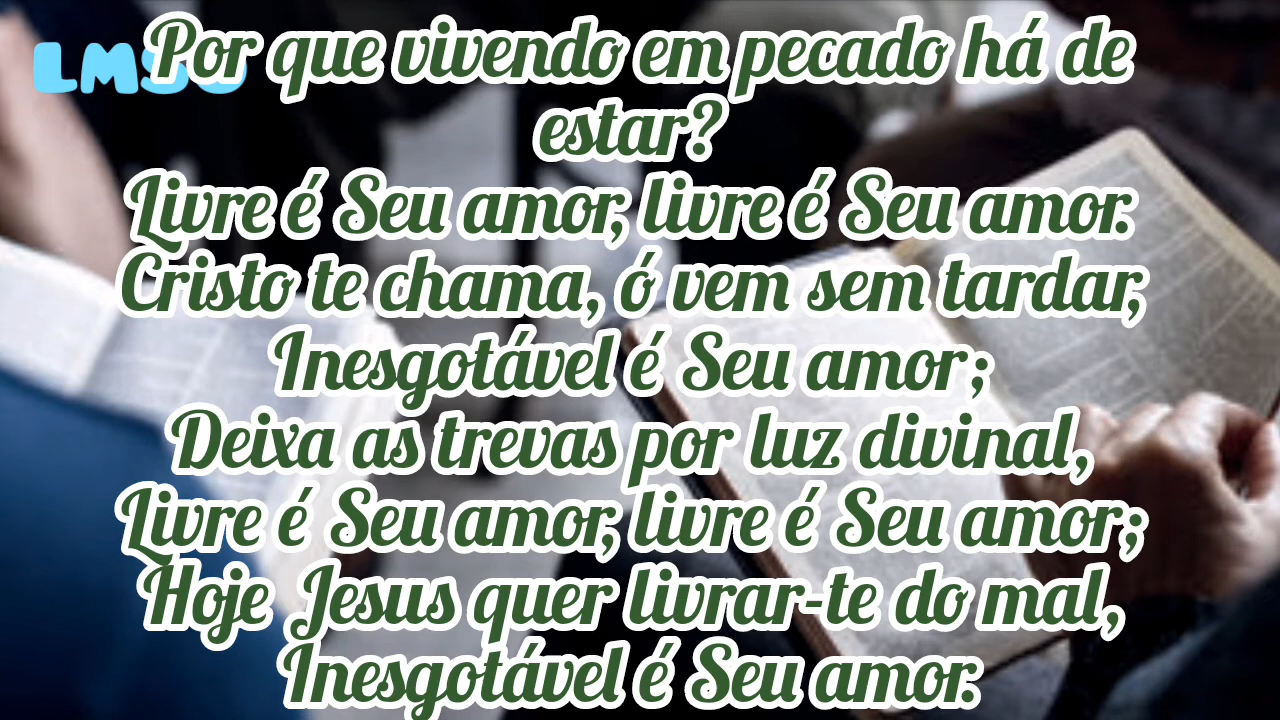 Por que vivendo em pecado há de
estar?
Livre é Seu amor, livre é Seu amor.
Cristo te chama, ó vem sem tardar,
Inesgotável é Seu amor;
Deixa as trevas por luz divinal,
Livre é Seu amor, livre é Seu amor;
Hoje Jesus quer livrar-te do mal,
Inesgotável é Seu amor.